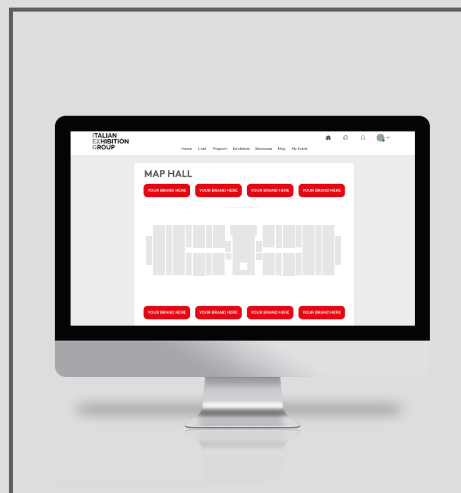 ITALIAN
EXHIBITION
GROUP
Home Live! Program Exhibitors Showcase Map My Event
MAP HALL
YOUR BRAND HERE YOUR BRAND HERE YOUR BRAND HERE YOUR BRAND HERE
YOUR BRAND HERE YOUR BRAND HERE YOUR BRAND HERE YOUR BRAND HERE